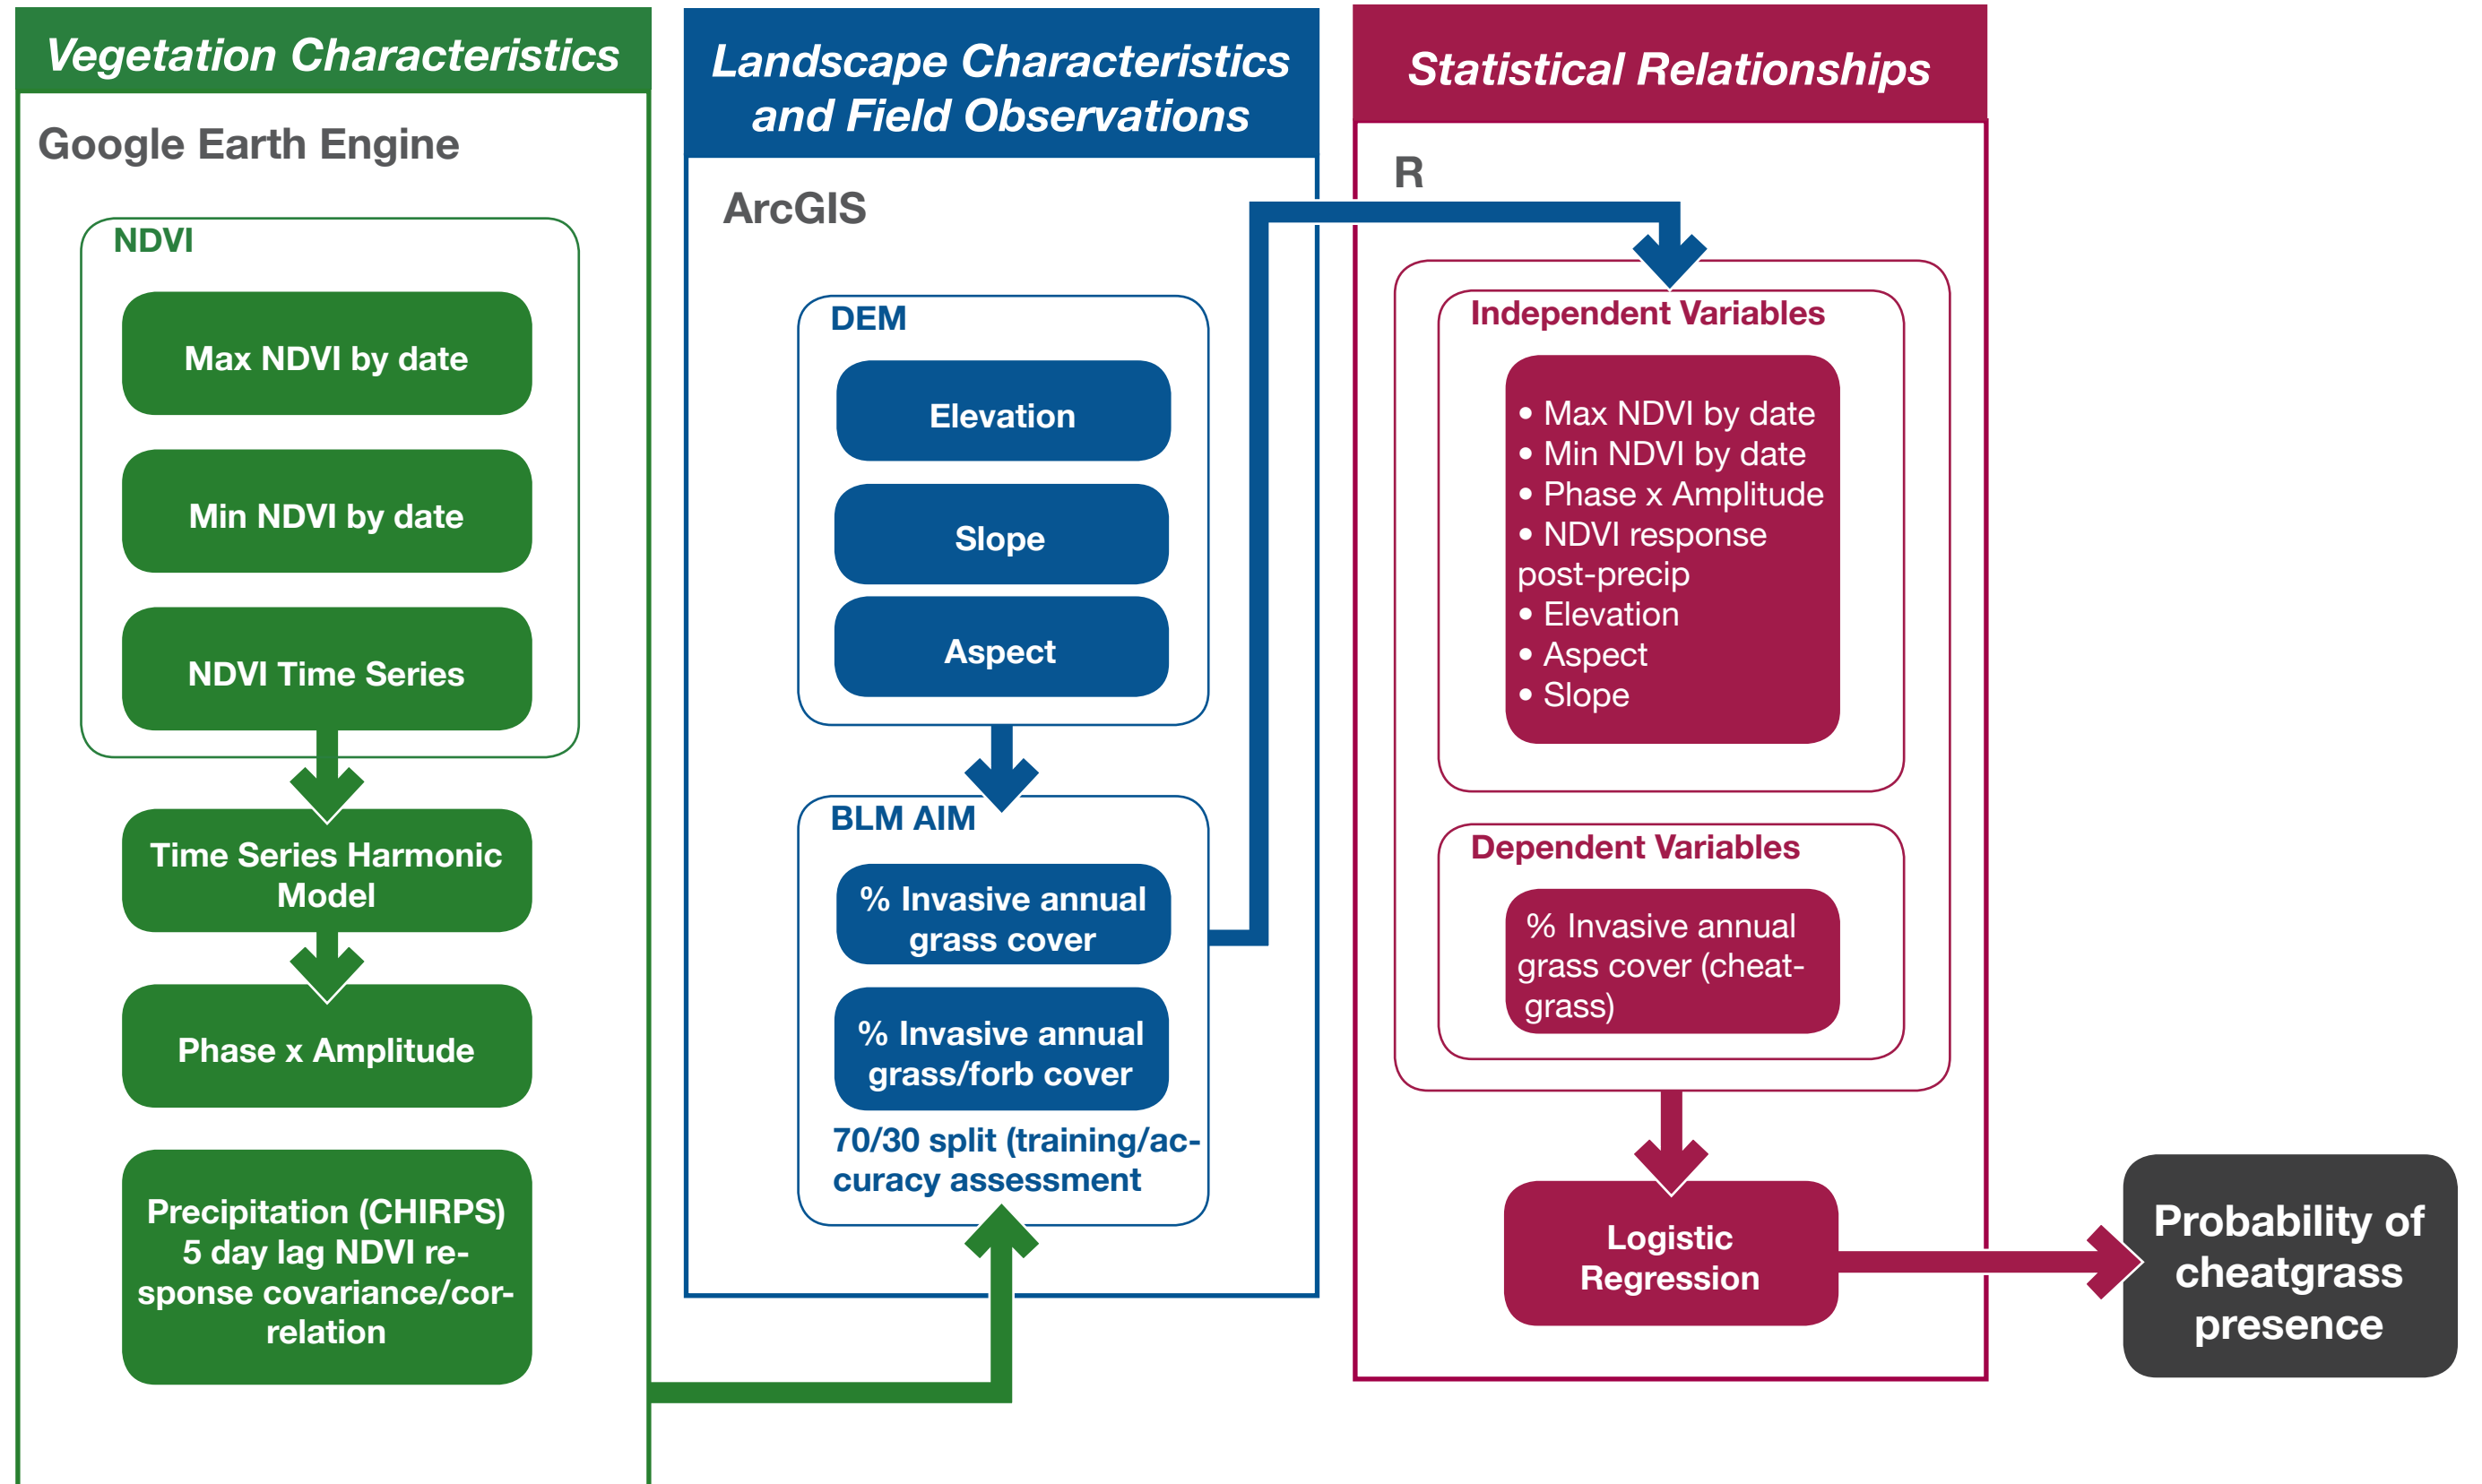 Vegetation Characteristics
Google Earth Engine
NDVI
Max NDVI by date
Min NDVI by date
NDVI Time Series
Time Series Harmonic
Model
Phase x Amplitude
Precipitation (CHIRPS)
5 day lag NDVI re-
sponse covariance/cor-
relation
Landscape Characteristics
and Field Observations
ArcGIS
DEM
Elevation
Slope
Aspect
BLM AIM
% Invasive annual
grass cover
% Invasive annual
grass/forb cover
70/30 split (training/ac-
curacy assessment
Statistical Relationships
R
Independent Variables
• Max NDVI by date
• Min NDVI by date
• Phase x Amplitude
• NDVI response
post-precip
• Elevation
• Aspect
• Slope
Dependent Variables
% Invasive annual
grass cover (cheat-
grass)
Logistic
Regression
Probability of
cheatgrass
presence